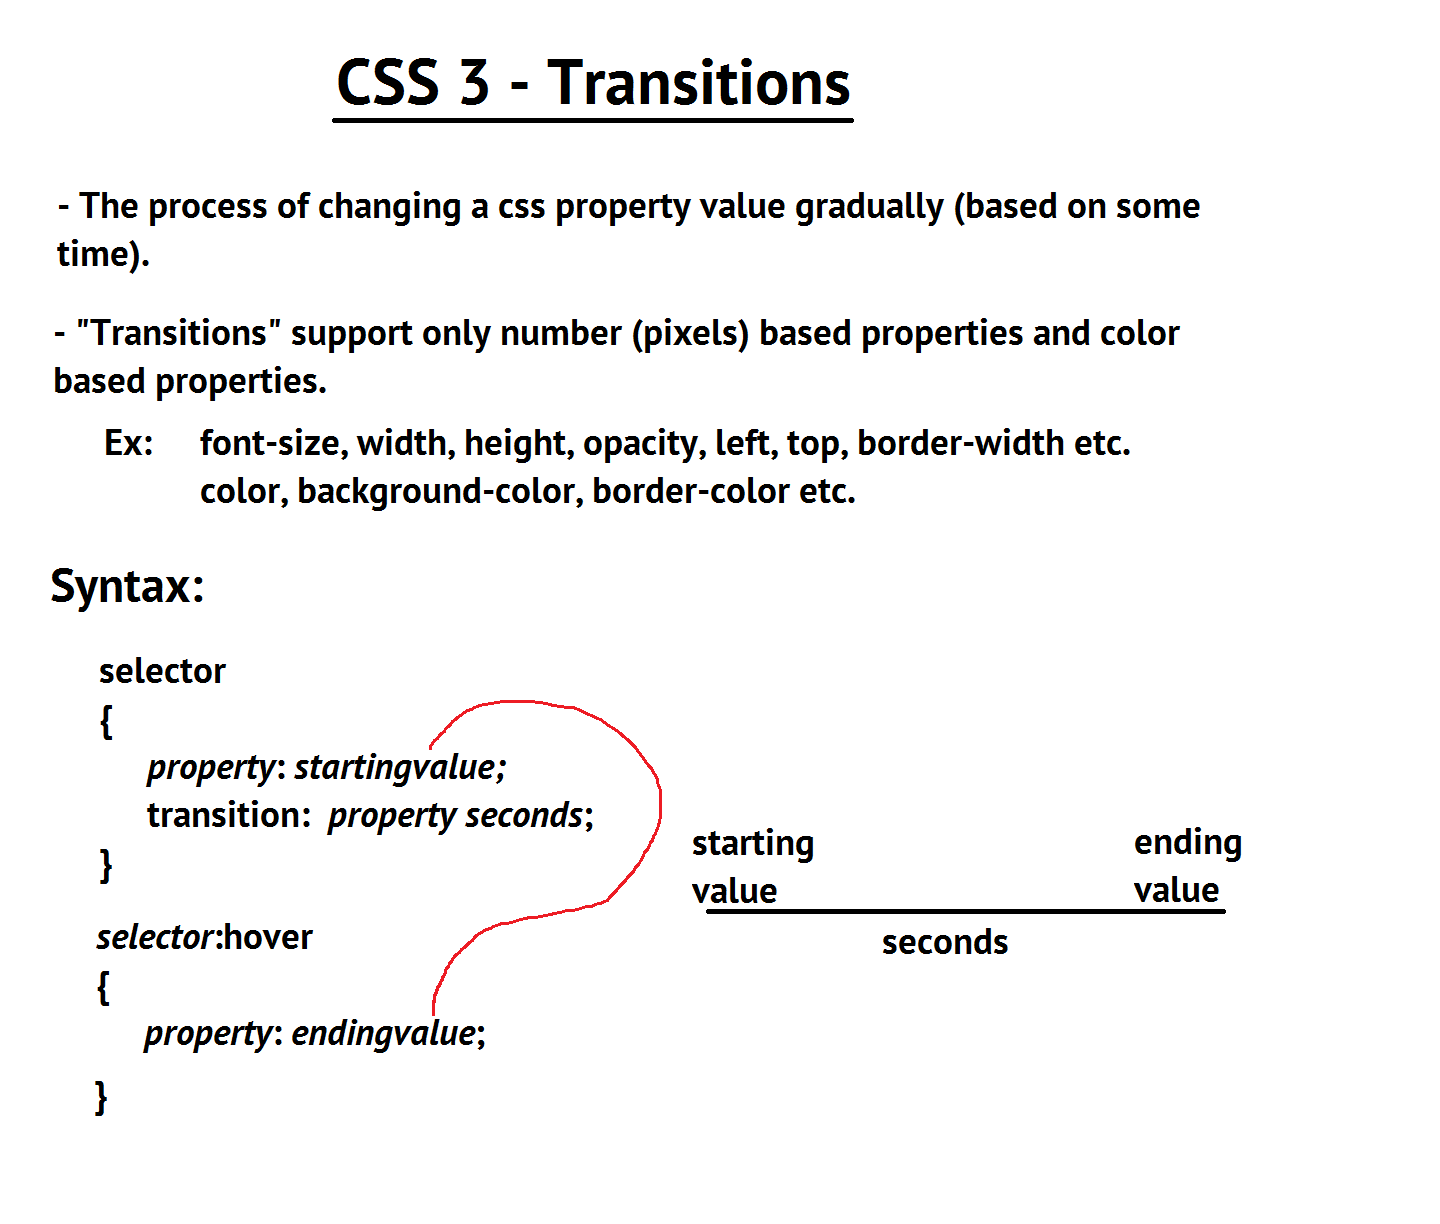 CSS 3 - Transitions
- The process of changing a css property value gradually (based on some
time).
- "Transitions" support only number (pixels) based properties and color
based properties.
Ex: font-size, width, height, opacity, left, top, border-width etc.
color, background-color, border-color etc.
Syntax:
selector
{
property: startingvalue;
transition: property seconds;
}
selector:hover
{
property: endingvalue;
}
starting ending
value value
seconds